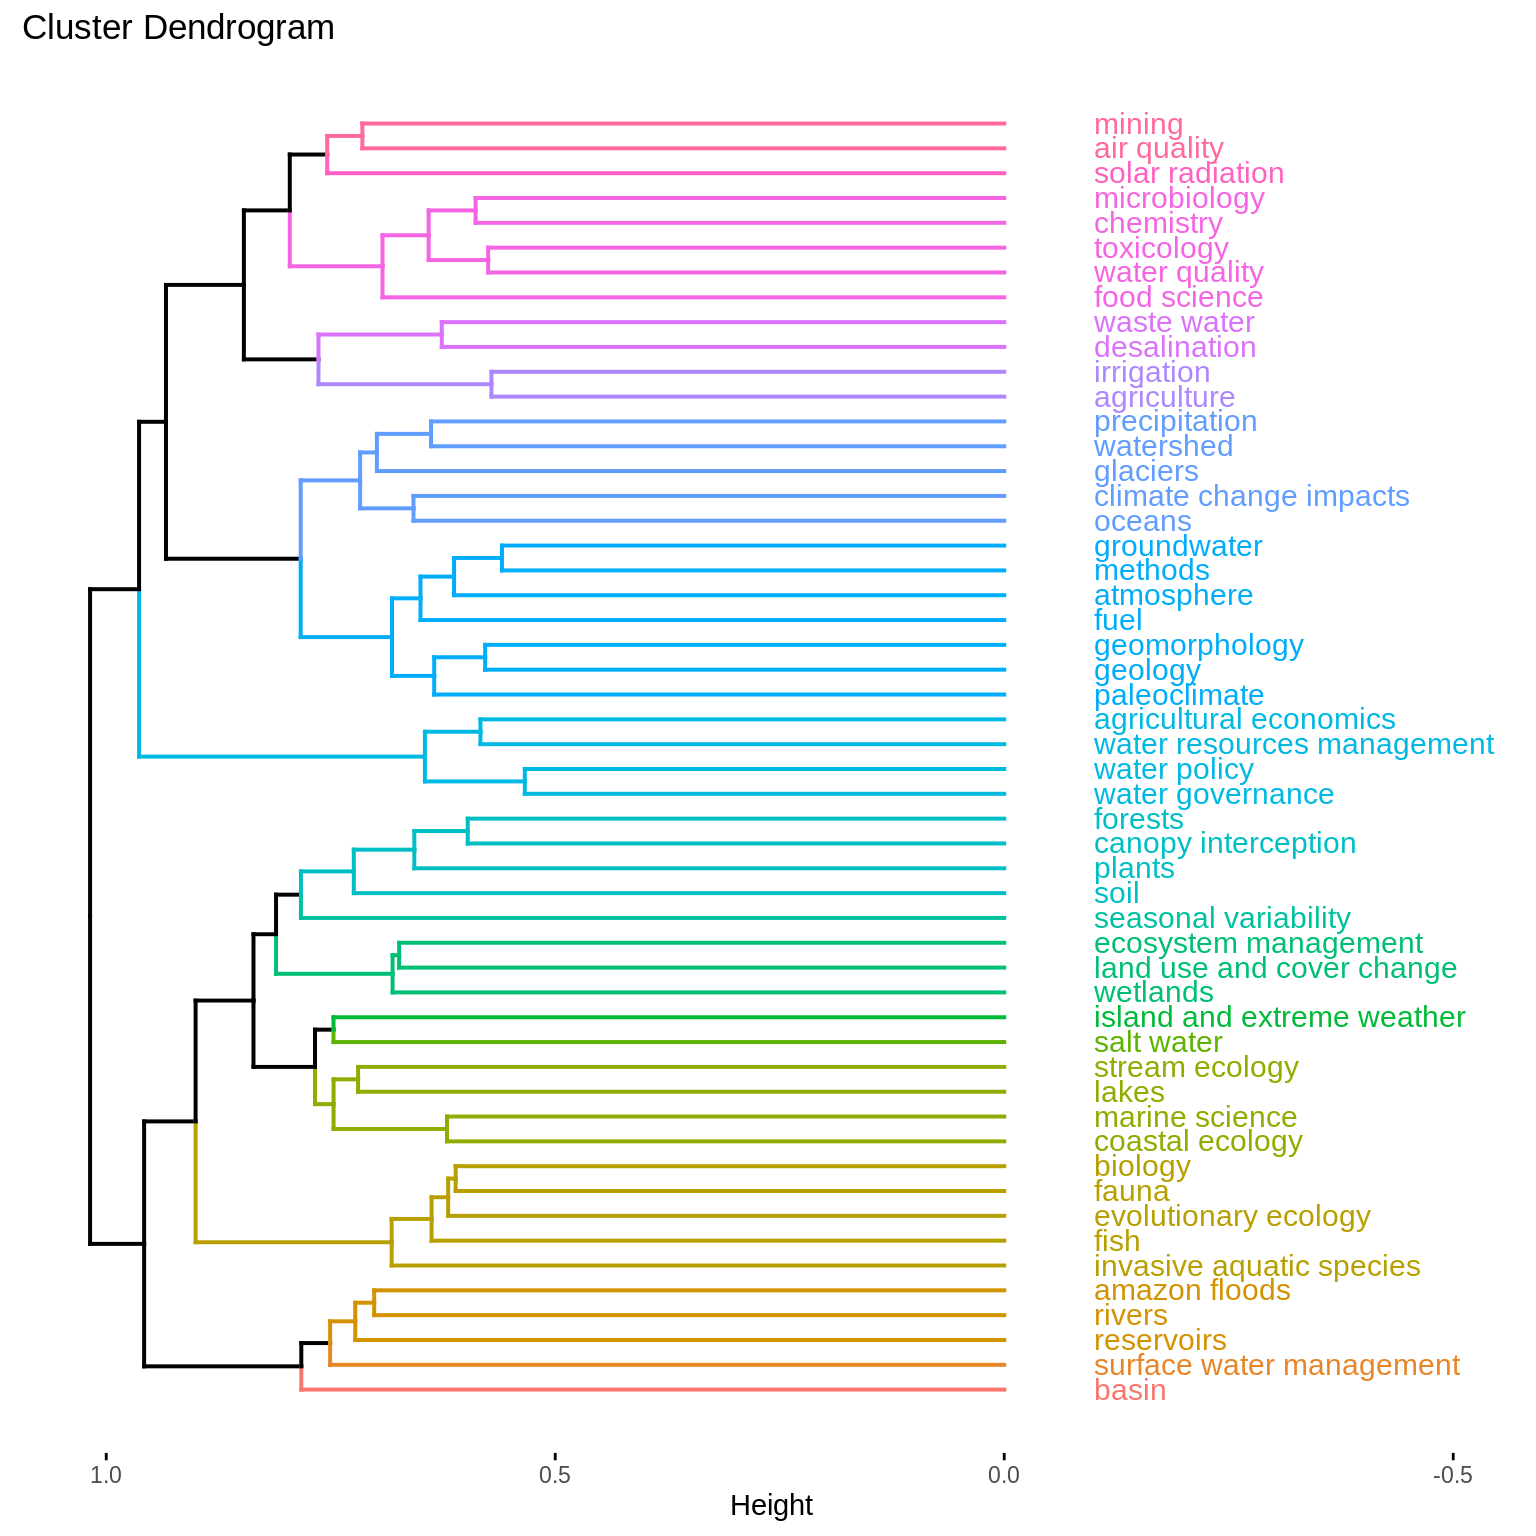 Cluster Dendrogram
mining
air quality
solar radiation
microbiology
chemistry
toxicology
water quality
food science
waste water
desalination
irrigation
agriculture
precipitation
watershed
glaciers
climate change impacts
oceans
groundwater
methods
atmosphere
fuel
geomorphology
geology
paleoclimate
agricultural economics
water resources management
water policy
water governance
forests
canopy interception
plants
soil
seasonal variability
ecosystem management
land use and cover change
wetlands
island and extreme weather
salt water
stream ecology
lakes
marine science
coastal ecology
biology
fauna
evolutionary ecology
fish
invasive aquatic species
amazon floods
rivers
reservoirs
surface water management
basin
1.0 0.5 0.0 -0.5
Height